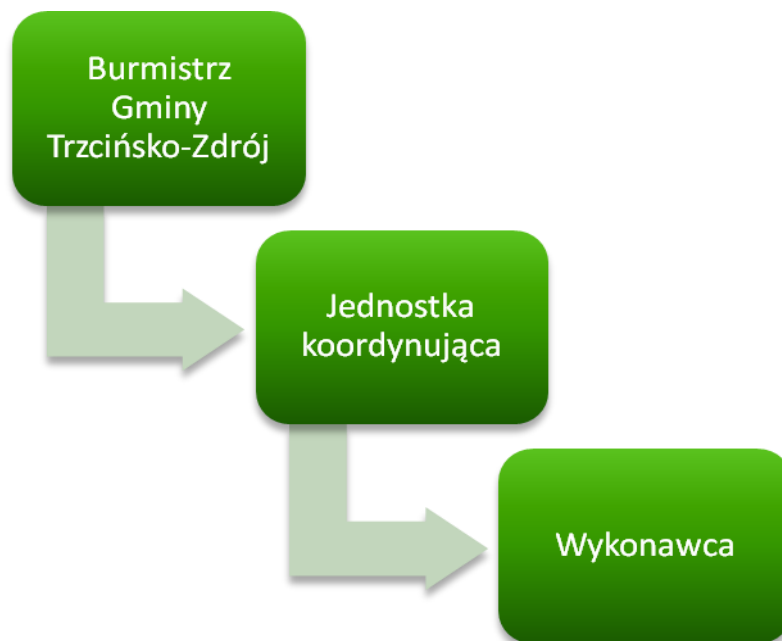 Burmistrz
Gminy
Trzcińsko-Zdrój
Jednostka
koordynująca
Wykonawca